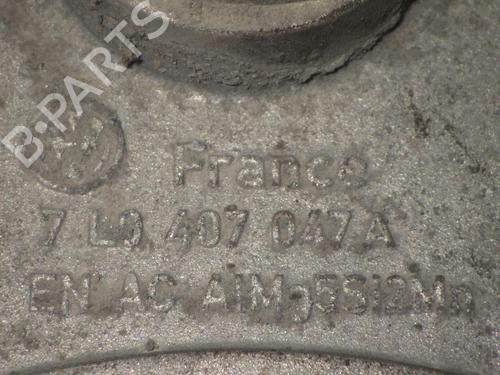 B-PARTS
France
7 L0 407 047 A
EN AC AlMg5Si2Mn